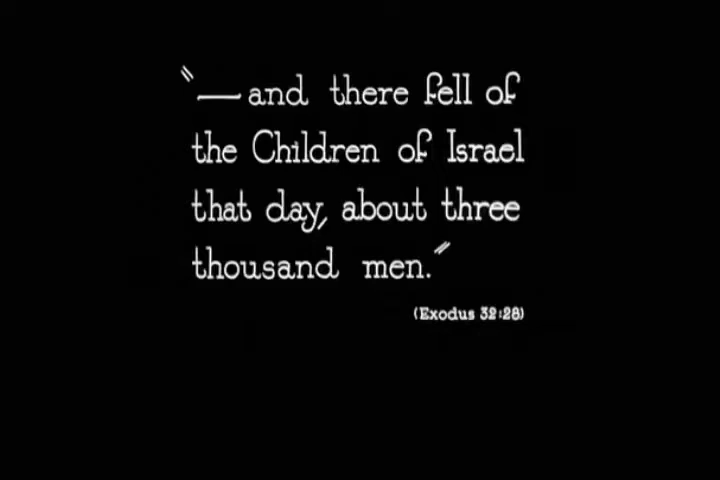 "—and there fell of
the Children of Israel
that day, about three
thousand men."
(Exodus 32:28)